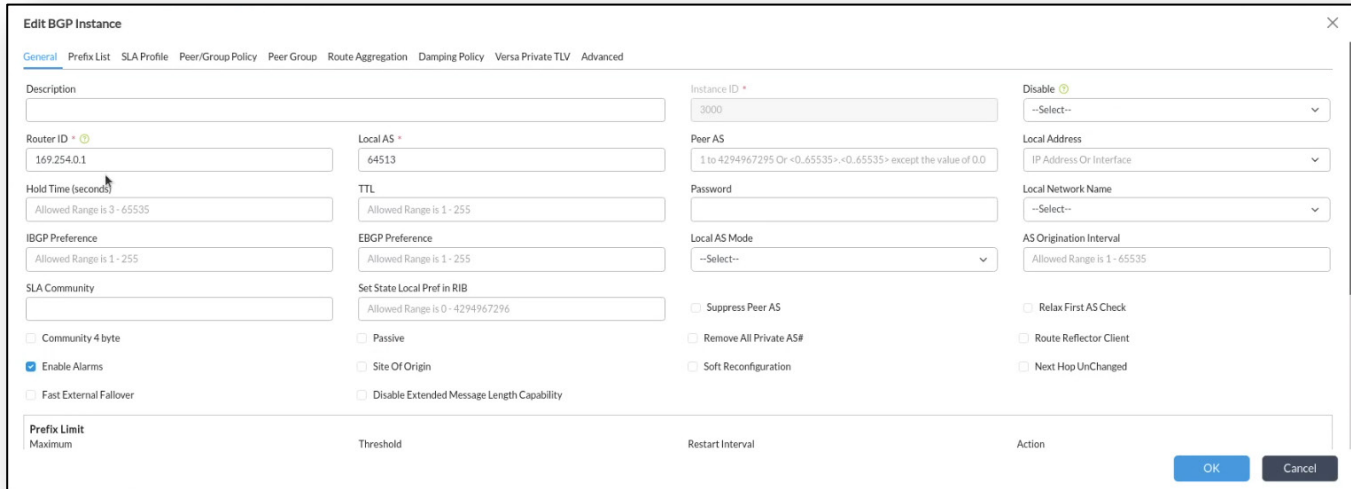 Edit BGP Instance
General Prefix List SLA Profile Peer/Group Policy Peer Group Route Aggregation Damping Policy Versa Private TLV Advanced
Description Instance ID * Disable
3000 --Select--
Router ID * Local AS * Peer AS Local Address
169.254.0.1 64513 1 to 4294967295 Or <0..65535>.<0..65535> except the value of 0.0 IP Address Or Interface
Hold Time (seconds) TTL Password Local Network Name
Allowed Range is 3 - 65535 Allowed Range is 1 - 255 --Select--
IBGP Preference EBGP Preference Local AS Mode AS Origination Interval
Allowed Range is 1 - 255 Allowed Range is 1 - 255 --Select-- Allowed Range is 1 - 65535
SLA Community Set State Local Pref in RIB
Allowed Range is 0 - 4294967296 Suppress Peer AS Relax First AS Check
Community 4 byte Passive Remove All Private AS# Route Reflector Client
Enable Alarms Site Of Origin Soft Reconfiguration Next Hop UnChanged
Fast External Failover Disable Extended Message Length Capability
Prefix Limit
Maximum Threshold Restart Interval Action
OK Cancel